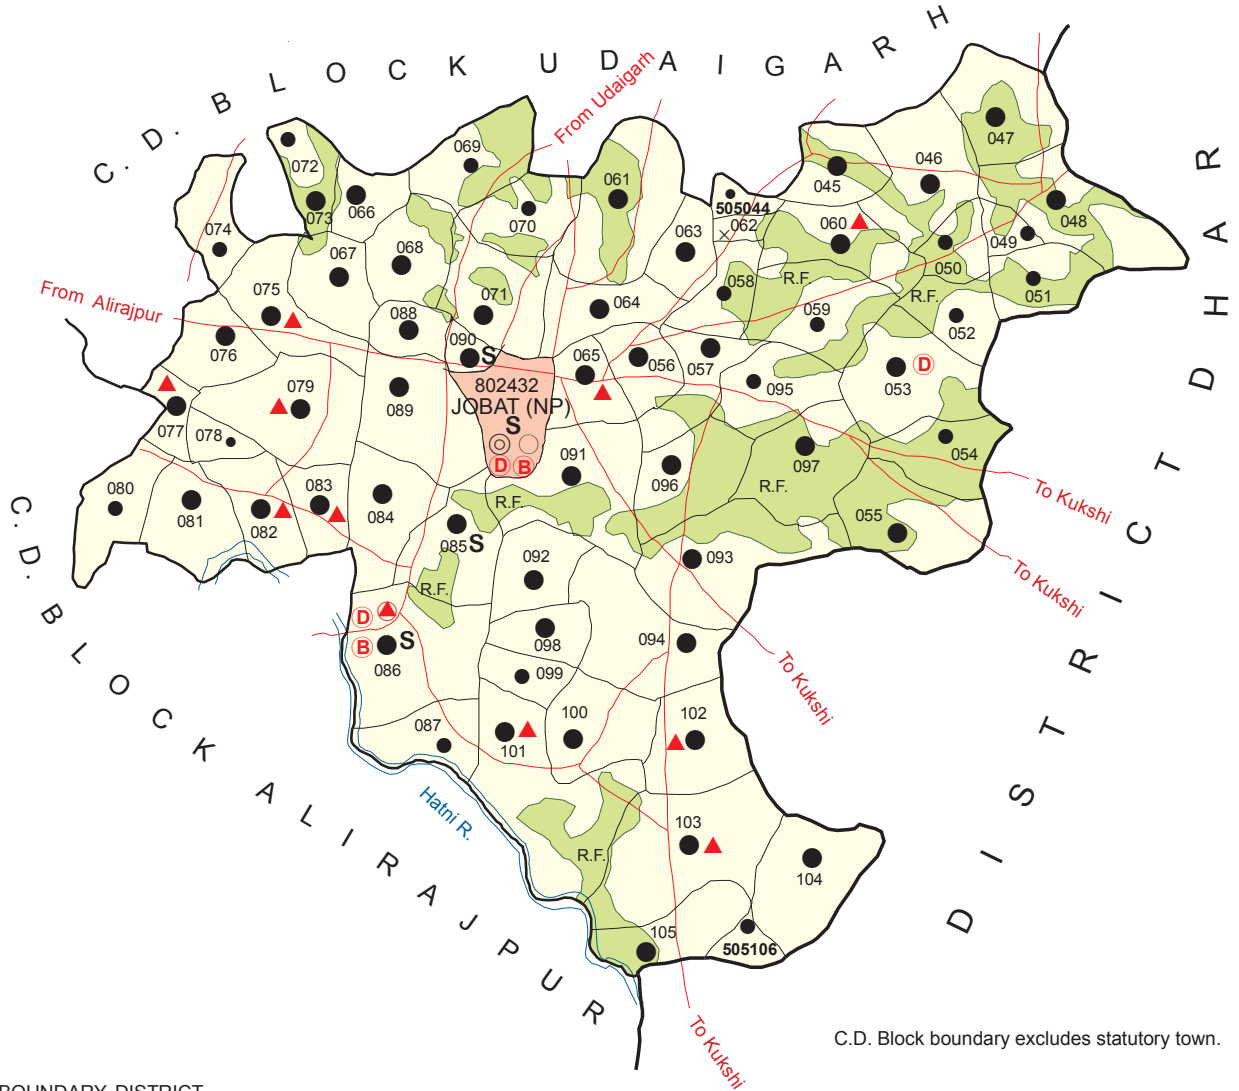 C. D. BLOCK UDAIGARH
From Udaigarh
069
072
061
046
047
045
073
066
070
505044
048
074
062
060
063
049
067
068
050
R.F.
058
From Alirajpur
075
071
R.F.
051
064
088
059
052
076
090
S
065
056
057
053
D
802432
JOBAT (NP)
S
079
089
095
D B
077
078
054
091
097
096
080
083
R.F.
To Kukshi
081
082
084
R.F.
055
085 S
092
093
To Kukshi
R.F.
D
B
S
086
098
094
099
To Kukshi
087
101
100
102
Hatni R.
103
R.F.
104
105
505106
To Kukshi
C. D. BLOCK ALIRAJPUR
DISTRICT DHAR
C.D. Block boundary excludes statutory town.
BOUNDARY, DISTRICT